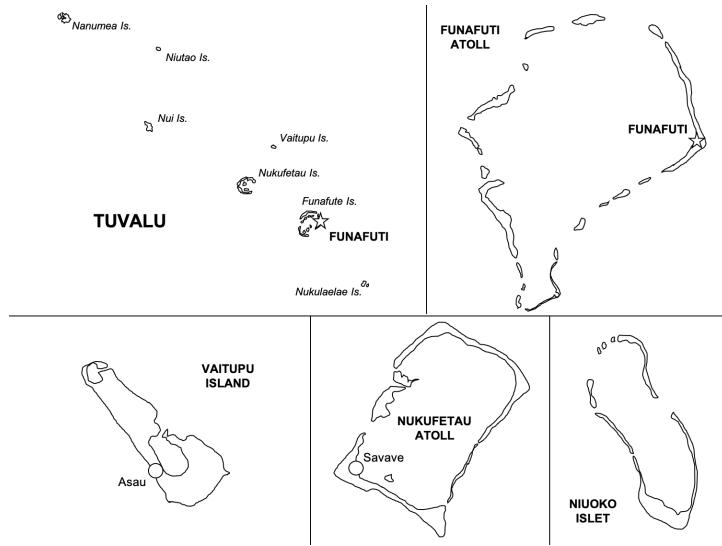 Nanumea Is.
Niutao Is.
Nui Is.
Vaitupu Is.
Nukufetau Is.
Funafute Is.
TUVALU
FUNAFUTI
Nukulaelae Is.
FUNAFUTI
ATOLL
FUNAFUTI
VAITUPU
ISLAND
Asau
NUKUFETAU
ATOLL
Savave
NIUOKO
ISLET